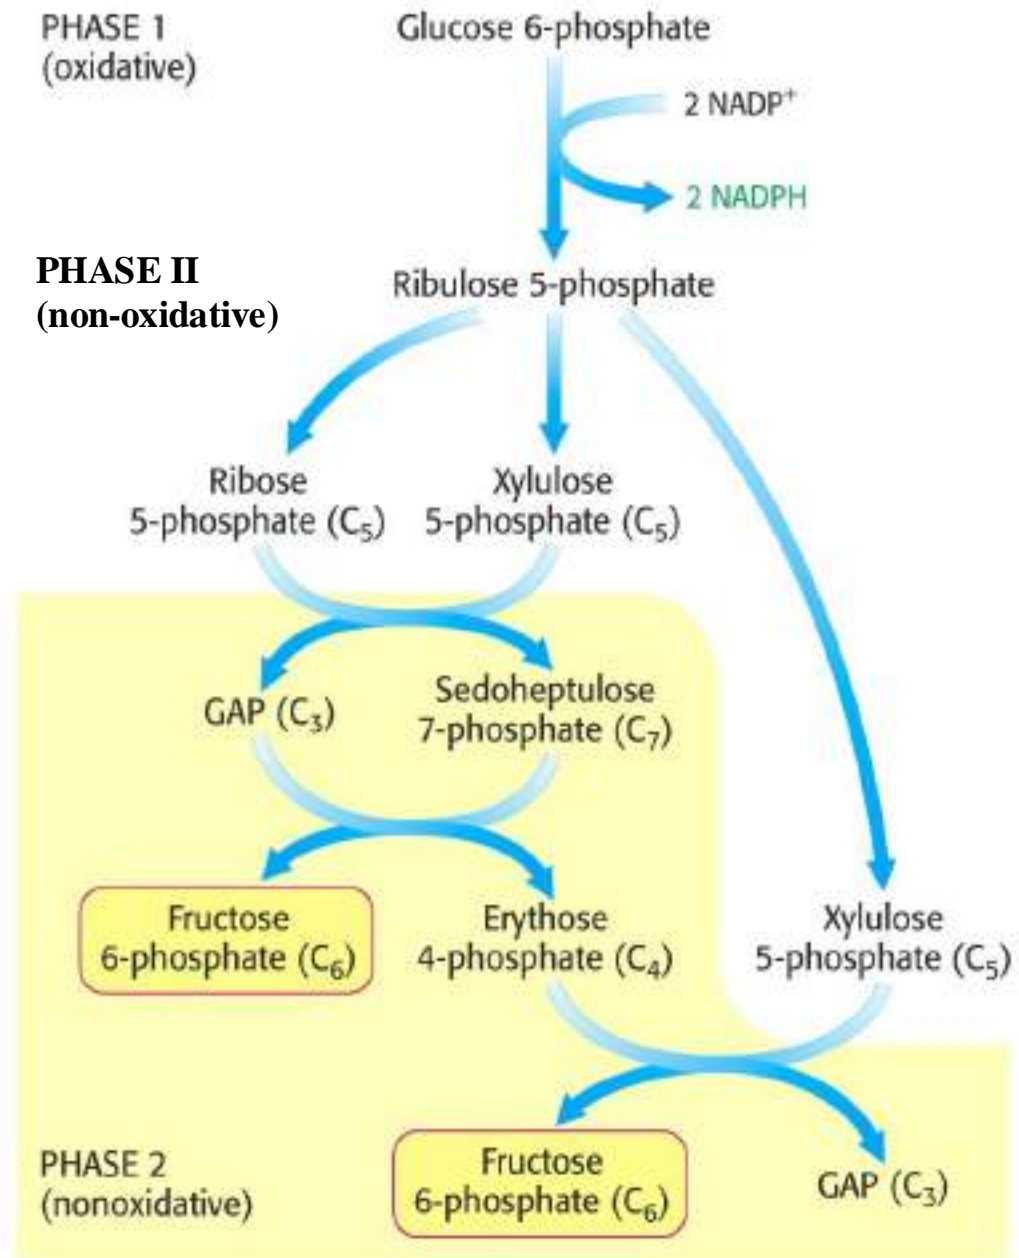 PHASE 1
(oxidative)
Glucose 6-phosphate
2 NADP⁺
2 NADPH
PHASE II
(non-oxidative)
Ribulose 5-phosphate
Ribose
5-phosphate (C₅)
Xylulose
5-phosphate (C₅)
GAP (C₃)
Sedoheptulose
7-phosphate (C₇)
Fructose
6-phosphate (C₆)
Erythose
4-phosphate (C₄)
Xylulose
5-phosphate (C₅)
PHASE 2
(nonoxidative)
Fructose
6-phosphate (C₆)
GAP (C₃)